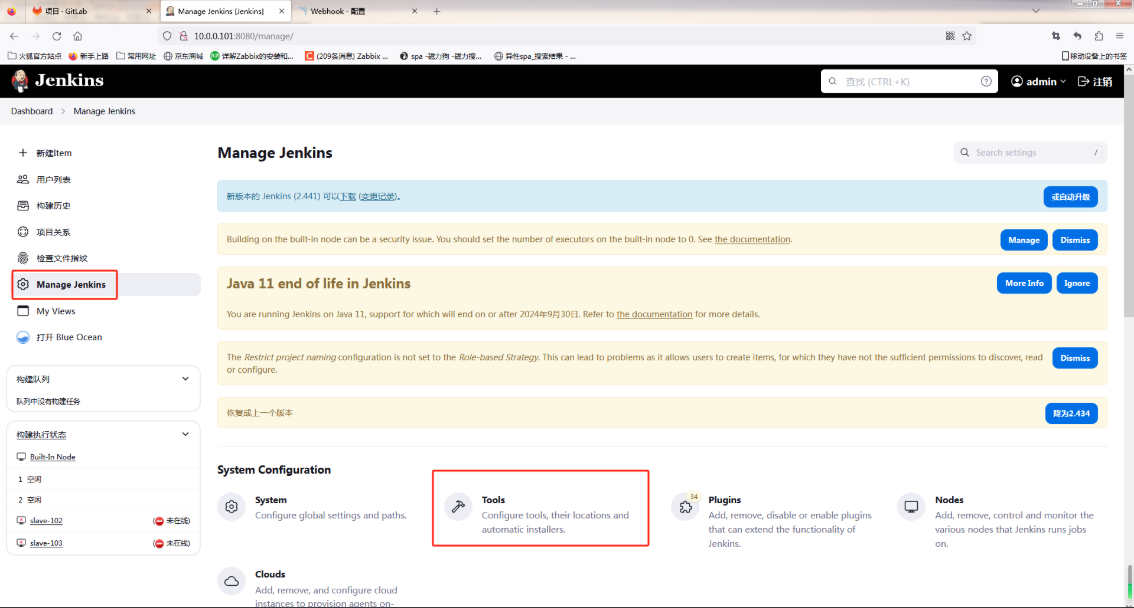 项目 · GitLab
Manage Jenkins [Jenkins]
Webhook - 配置
10.0.0.101:8080/manage/
火狐官方站点
新手上路
常用网址
京东商城
详解Zabbix的安装和...
(209条消息) Zabbix ...
spa -磁力狗 -磁力搜...
异性spa_搜索结果 - ...
移动设备上的书签
Jenkins
查找 (CTRL+K)
admin
注销
Dashboard
Manage Jenkins
新建Item
用户列表
构建历史
项目关系
检查文件指纹
Manage Jenkins
My Views
打开 Blue Ocean
构建队列
队列中没有构建任务
构建执行状态
Built-In Node
1 空闲
2 空闲
slave-102
(未在线)
slave-103
(未在线)
Manage Jenkins
Search settings
/
新版本的 Jenkins (2.441) 可以下载 (变更记录)。
或自动升级
Building on the built-in node can be a security issue. You should set the number of executors on the built-in node to 0. See the documentation.
Manage
Dismiss
Java 11 end of life in Jenkins
More Info
Ignore
You are running Jenkins on Java 11, support for which will end on or after 2024年9月30日. Refer to the documentation for more details.
The Restrict project naming configuration is not set to the Role-based Strategy. This can lead to problems as it allows users to create items, for which they have not the sufficient permissions to discover, read
or configure.
Dismiss
恢复成上一个版本
降为2.434
System Configuration
System
Configure global settings and paths.
Tools
Configure tools, their locations and
automatic installers.
34
Plugins
Add, remove, disable or enable plugins
that can extend the functionality of
Jenkins.
Nodes
Add, remove, control and monitor the
various nodes that Jenkins runs jobs
on.
Clouds
Add, remove, and configure cloud
instances to provision agents on-